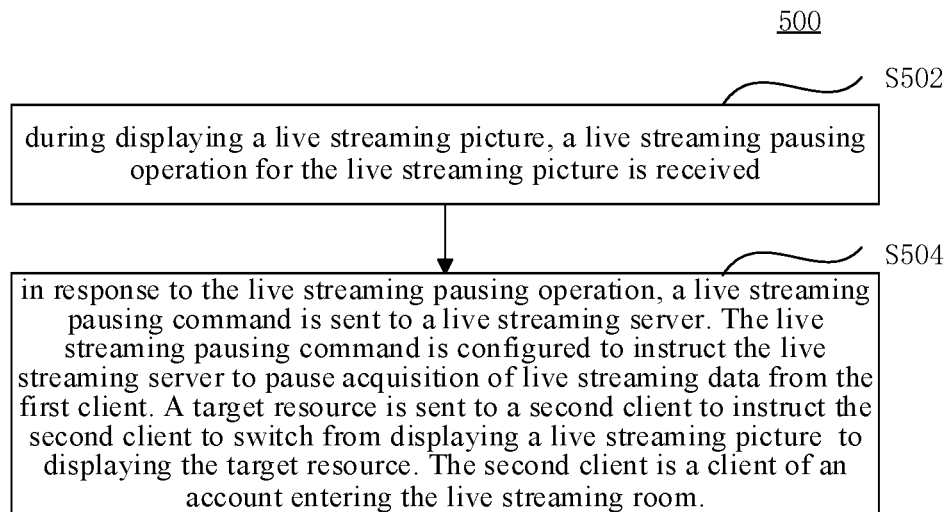 500
S502
during displaying a live streaming picture, a live streaming pausing
operation for the live streaming picture is received
S504
in response to the live streaming pausing operation, a live streaming
pausing command is sent to a live streaming server. The live
streaming pausing command is configured to instruct the live
streaming server to pause acquisition of live streaming data from the
first client. A target resource is sent to a second client to instruct the
second client to switch from displaying a live streaming picture to
displaying the target resource. The second client is a client of an
account entering the live streaming room.